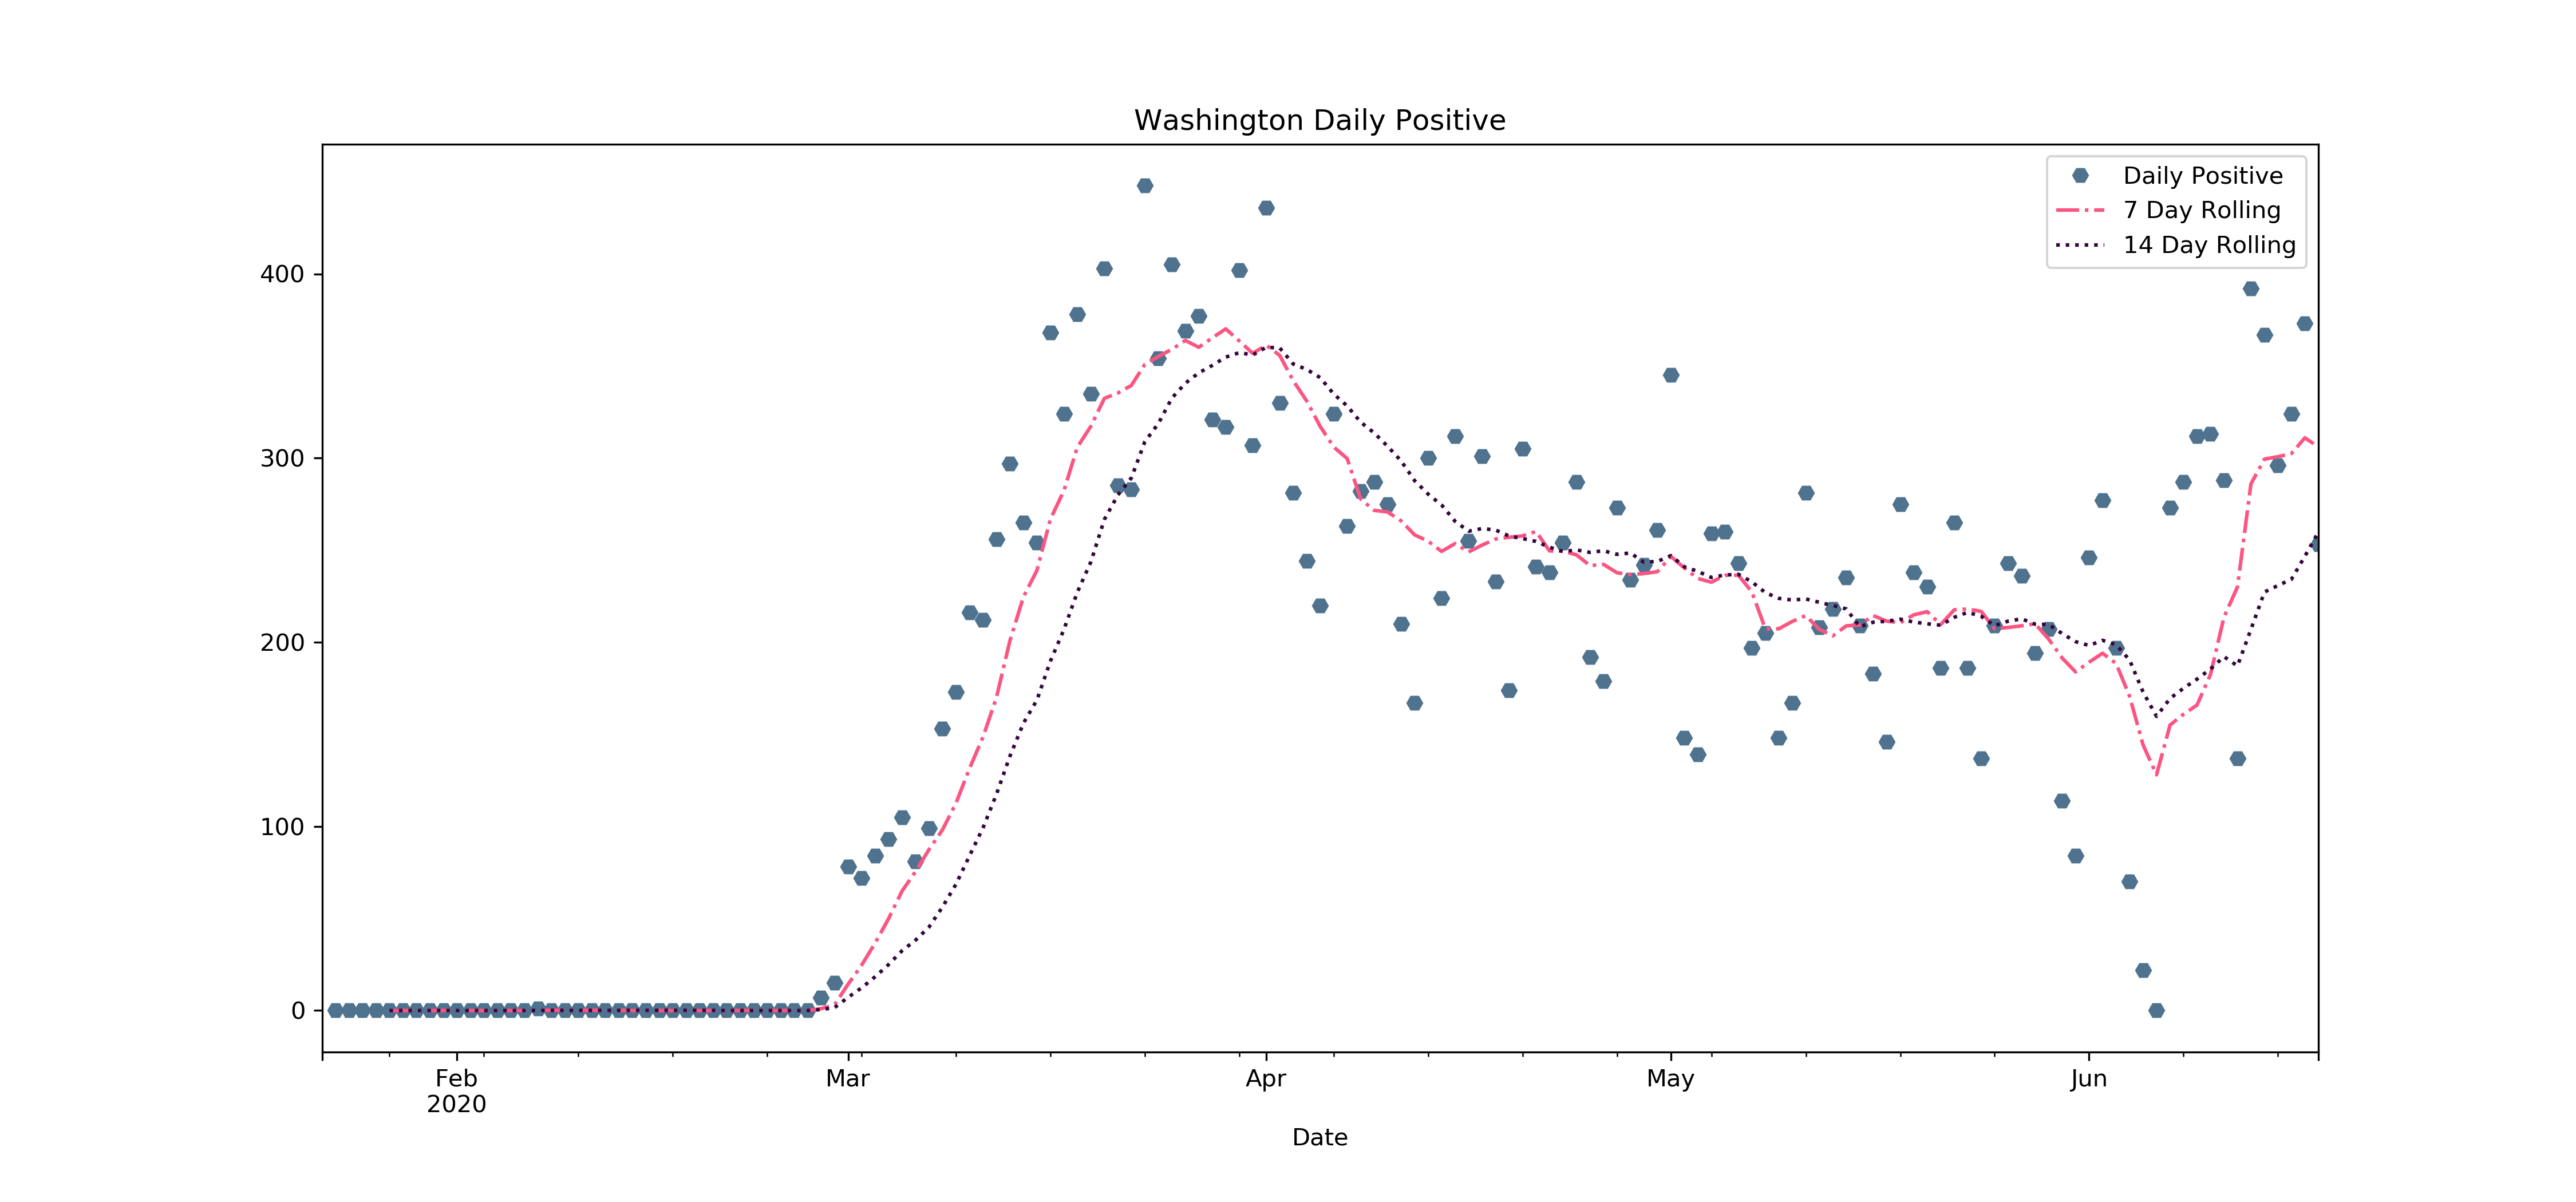 Washington Daily Positive
Daily Positive
7 Day Rolling
14 Day Rolling
400
300
200
100
0
Feb Mar Apr May Jun
2020
Date